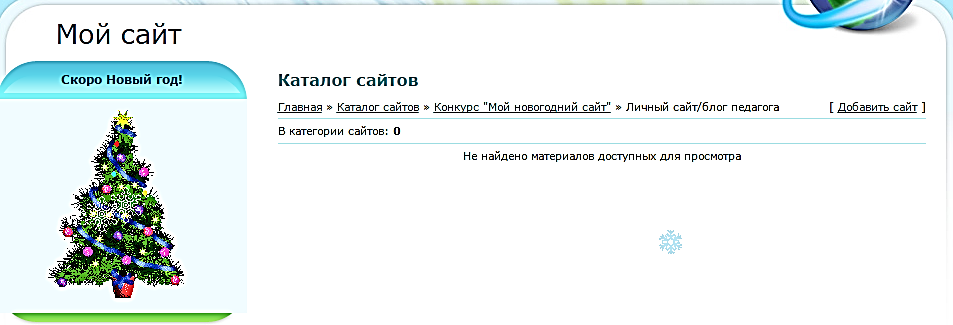 Мой сайт
Скоро Новый год!
Каталог сайтов
Главная » Каталог сайтов » Конкурс "Мой новогодний сайт" » Личный сайт/блог педагога [ Добавить сайт ]
В категории сайтов: 0
Не найдено материалов доступных для просмотра